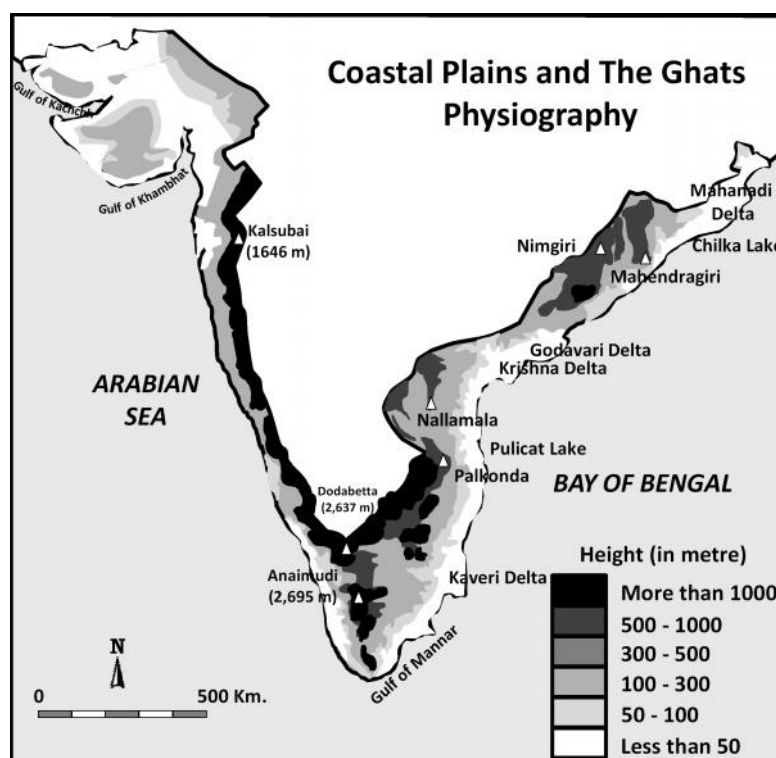 Coastal Plains and The Ghats
Physiography
Gulf of Kachchh
Gulf of Khambhat
Kalsubai
(1646 m)
Mahanadi
Delta
Chilka Lake
Nimgiri
Mahendragiri
Godavari Delta
Krishna Delta
ARABIAN
SEA
Nallamala
Pulicat Lake
Palkonda
BAY OF BENGAL
Dodabetta
(2,637 m)
Anaimudi
(2,695 m)
Kaveri Delta
Gulf of Mannar
Height (in metre)
More than 1000
500 - 1000
300 - 500
100 - 300
50 - 100
Less than 50
N
0 500 Km.